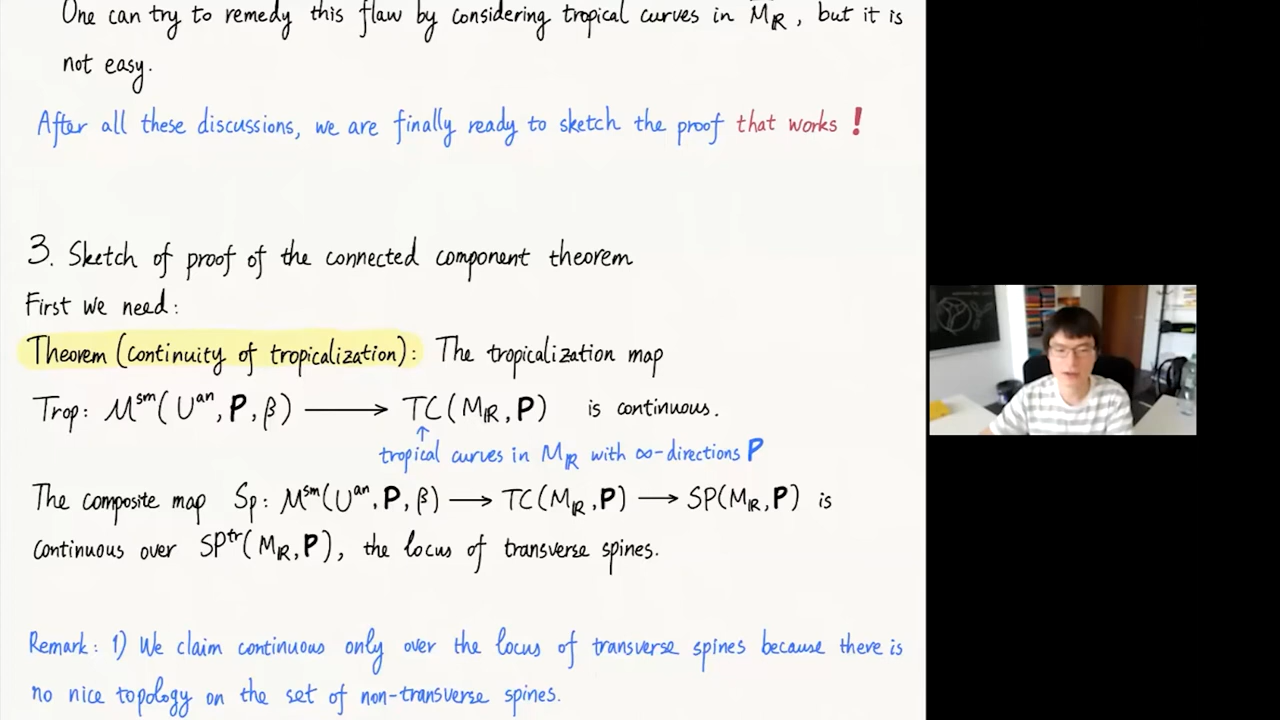 One can try to remedy this flaw by considering tropical curves in M̄_ℝ, but it is
not easy.
After all these discussions, we are finally ready to sketch the proof that works !
3. Sketch of proof of the connected component theorem
First we need:
Theorem (continuity of tropicalization): The tropicalization map
Trop: M^sm(U^an, P, β) ⟶ TC(M_ℝ, P) is continuous.
↑
tropical curves in M_ℝ with ∞-directions P
The composite map Sp: M^sm(U^an, P, β) ⟶ TC(M_ℝ, P) ⟶ SP(M_ℝ, P) is
continuous over SP^tr(M_ℝ, P), the locus of transverse spines.
Remark: 1) We claim continuous only over the locus of transverse spines because there is
no nice topology on the set of non-transverse spines.